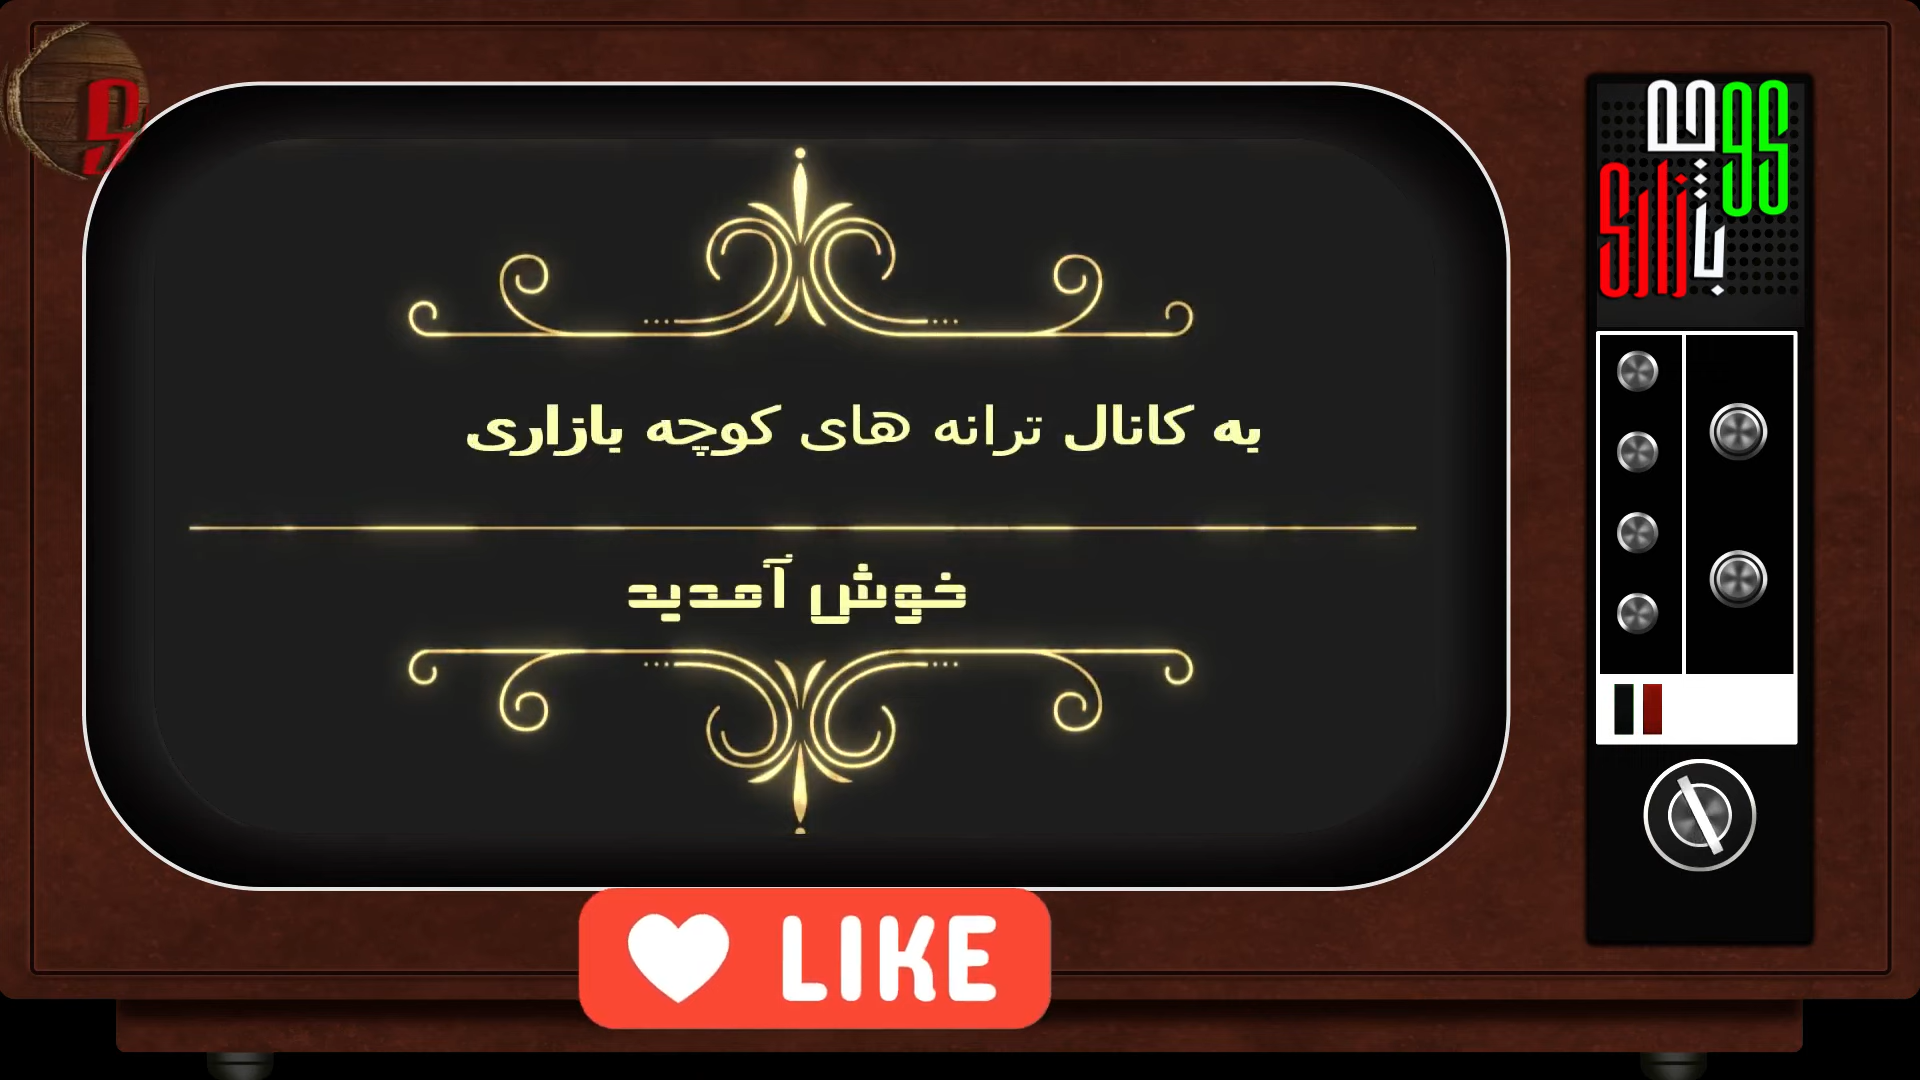 به کانال ترانه های کوچه بازاری
خوش آمدید
کوچه
بازاری
LIKE